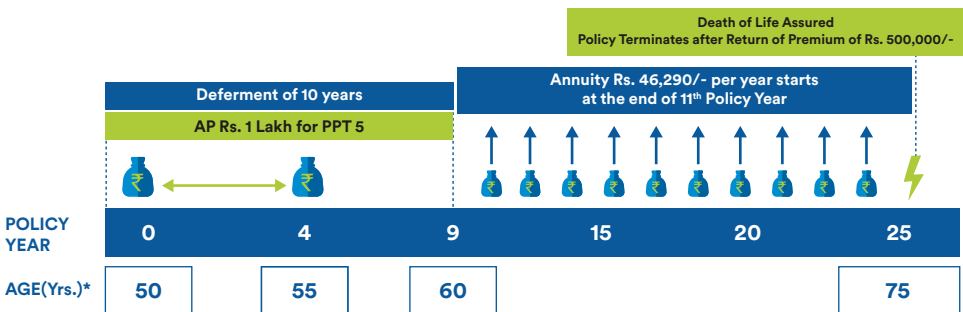 Death of Life Assured
Policy Terminates after Return of Premium of Rs. 500,000/-
Deferment of 10 years
Annuity Rs. 46,290/- per year starts
at the end of 11th Policy Year
AP Rs. 1 Lakh for PPT 5
₹ ₹ ₹ ₹ ₹ ₹ ₹ ₹ ₹ ₹ ₹ ₹
POLICY
YEAR
0 4 9 15 20 25
AGE(Yrs.)* 50 55 60 75